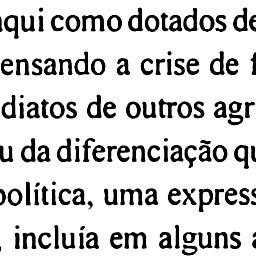 aqui como dotados de
ensando a crise de
diatos de outros agr
u da diferenciação qu
política, uma express
, incluía em alguns